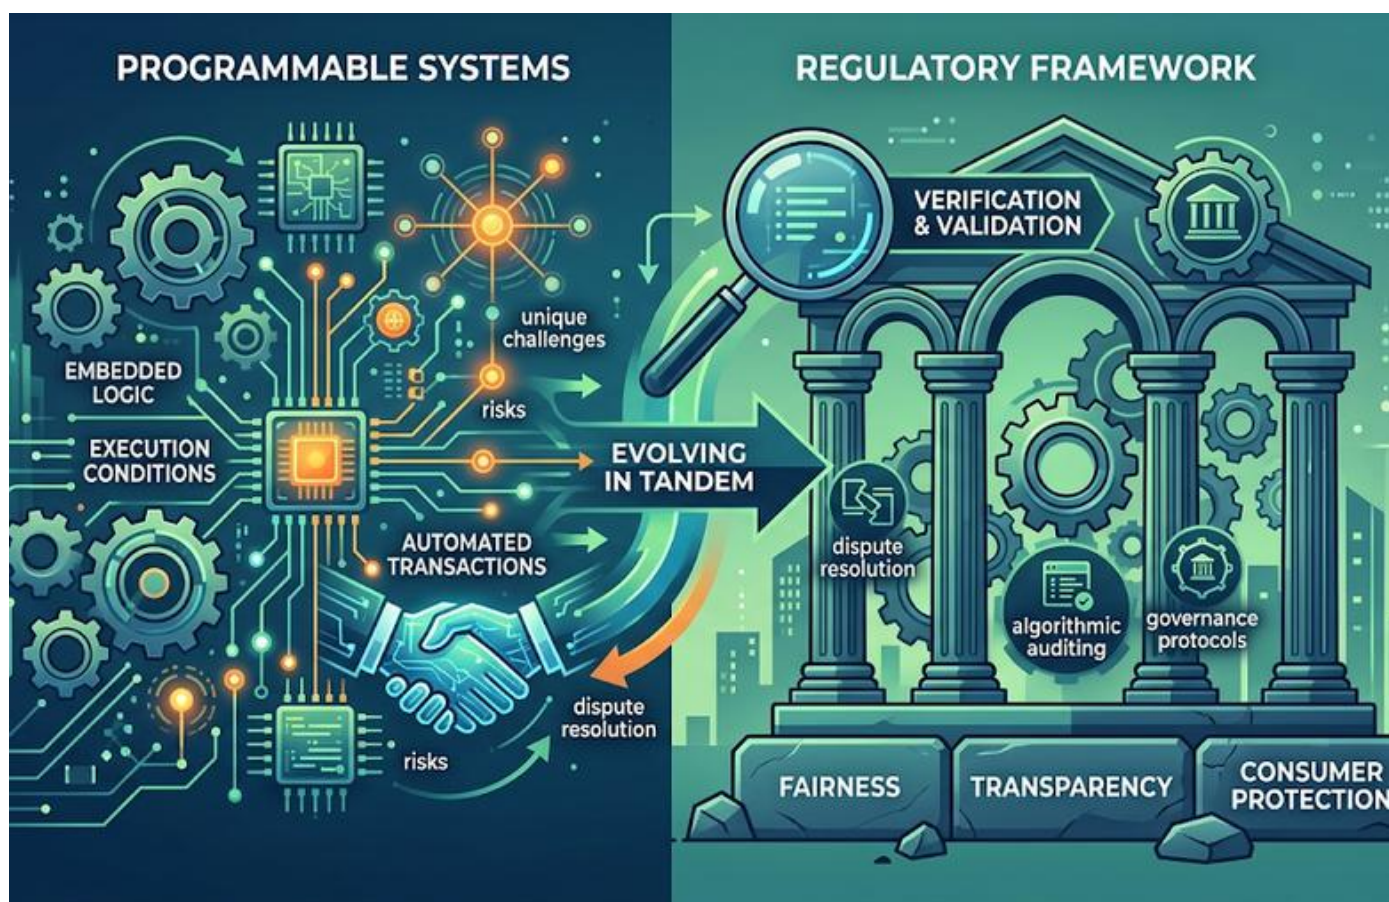 PROGRAMMABLE SYSTEMS
EMBEDDED
LOGIC
EXECUTION
CONDITIONS
unique
challenges
risks
AUTOMATED
TRANSACTIONS
risks
dispute
resolution
EVOLVING
IN TANDEM
REGULATORY FRAMEWORK
VERIFICATION
& VALIDATION
dispute
resolution
algorithmic
auditing
governance
protocols
FAIRNESS
TRANSPARENCY
CONSUMER
PROTECTION